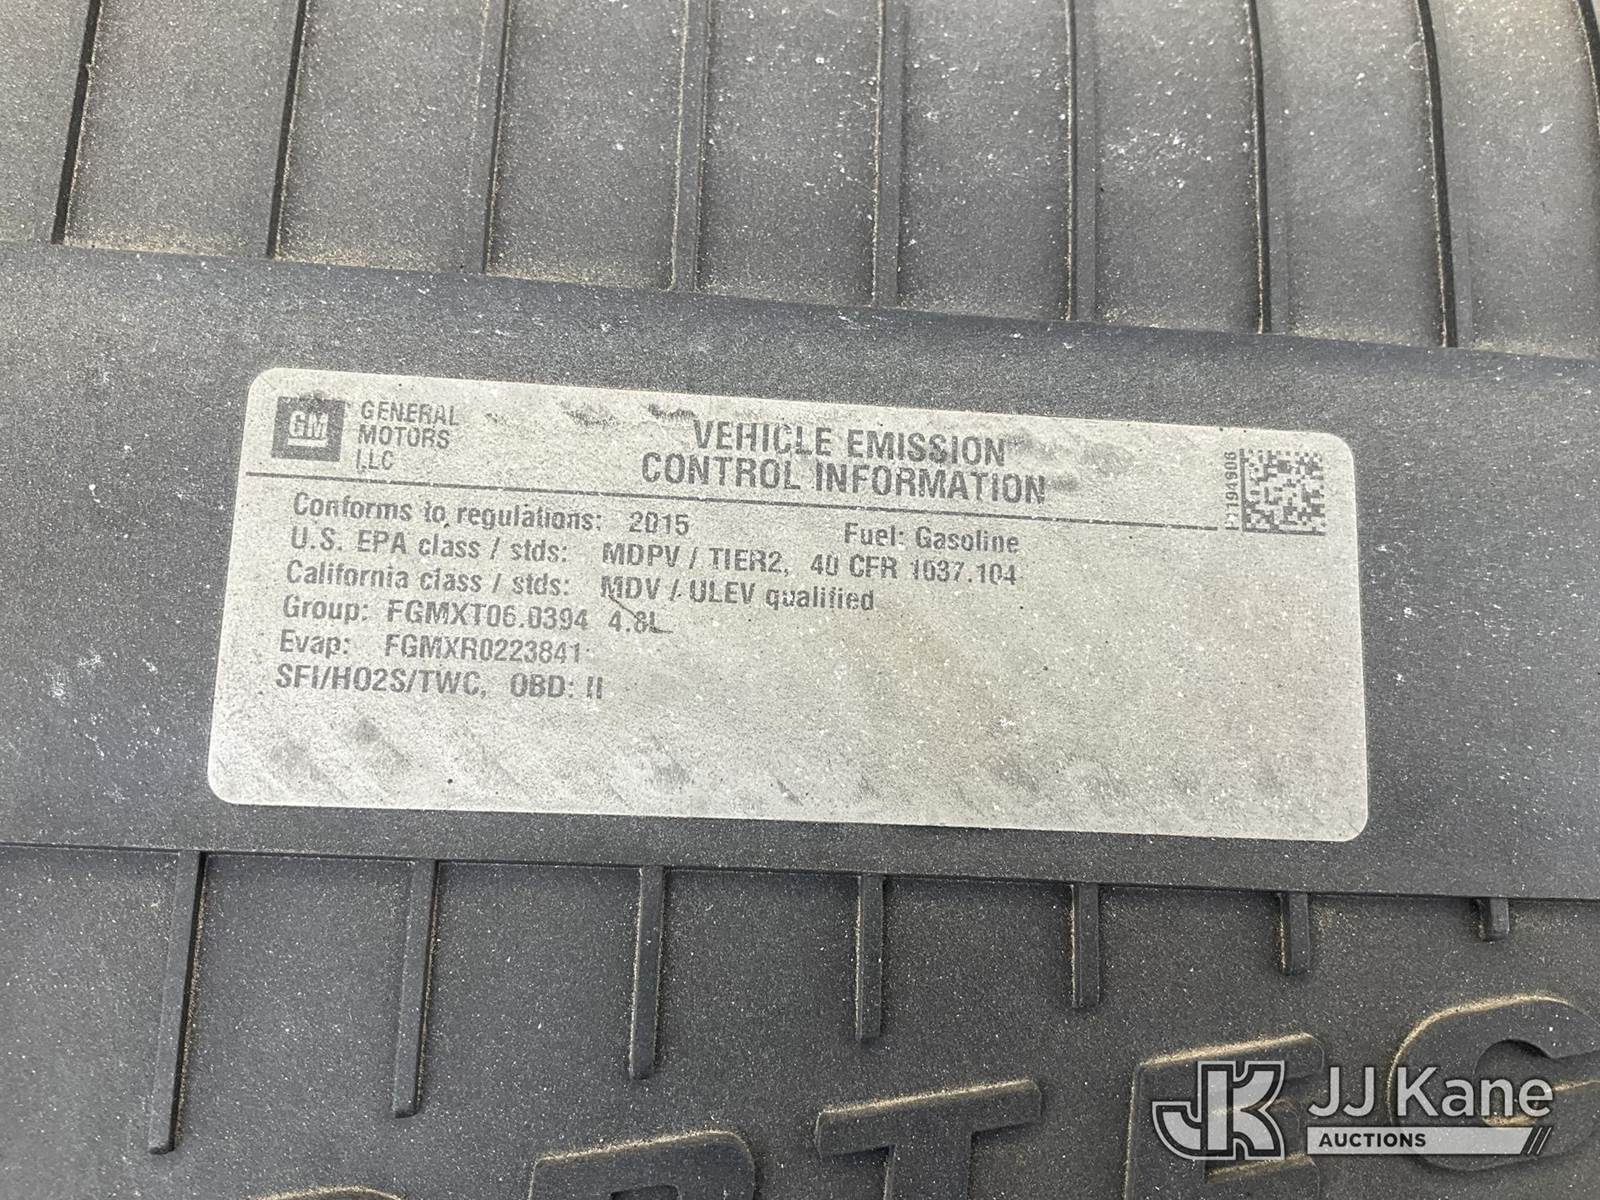 GM
GENERAL
MOTORS
LLC
VEHICLE EMISSION
CONTROL INFORMATION
Conforms to regulations: 2015 Fuel: Gasoline
U.S. EPA class / stds: MDPV / TIER2, 40 CFR 1037.104
California class / stds: MDV / ULEV qualified
Group: FGMXT06.0394 4.8L
Evap: FGMXR0223841
SFI/HO2S/TWC, OBD: II
RTEC
JK JJ Kane
AUCTIONS